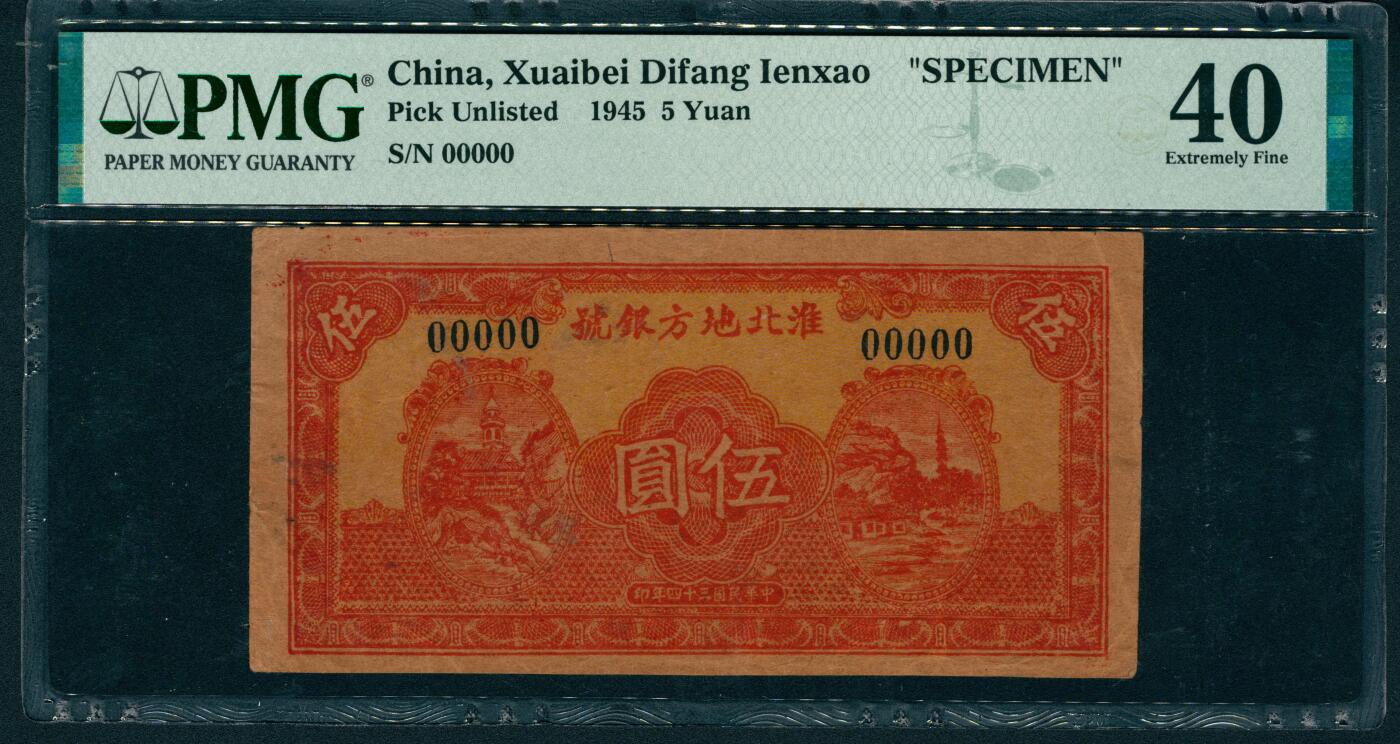 PMG®
PAPER MONEY GUARANTY
China, Xuaibei Difang Ienxao "SPECIMEN"
Pick Unlisted 1945 5 Yuan
S/N 00000
40
Extremely Fine
伍
伍
00000
號銀方地北淮
00000
圓伍
印年四十三國民華中